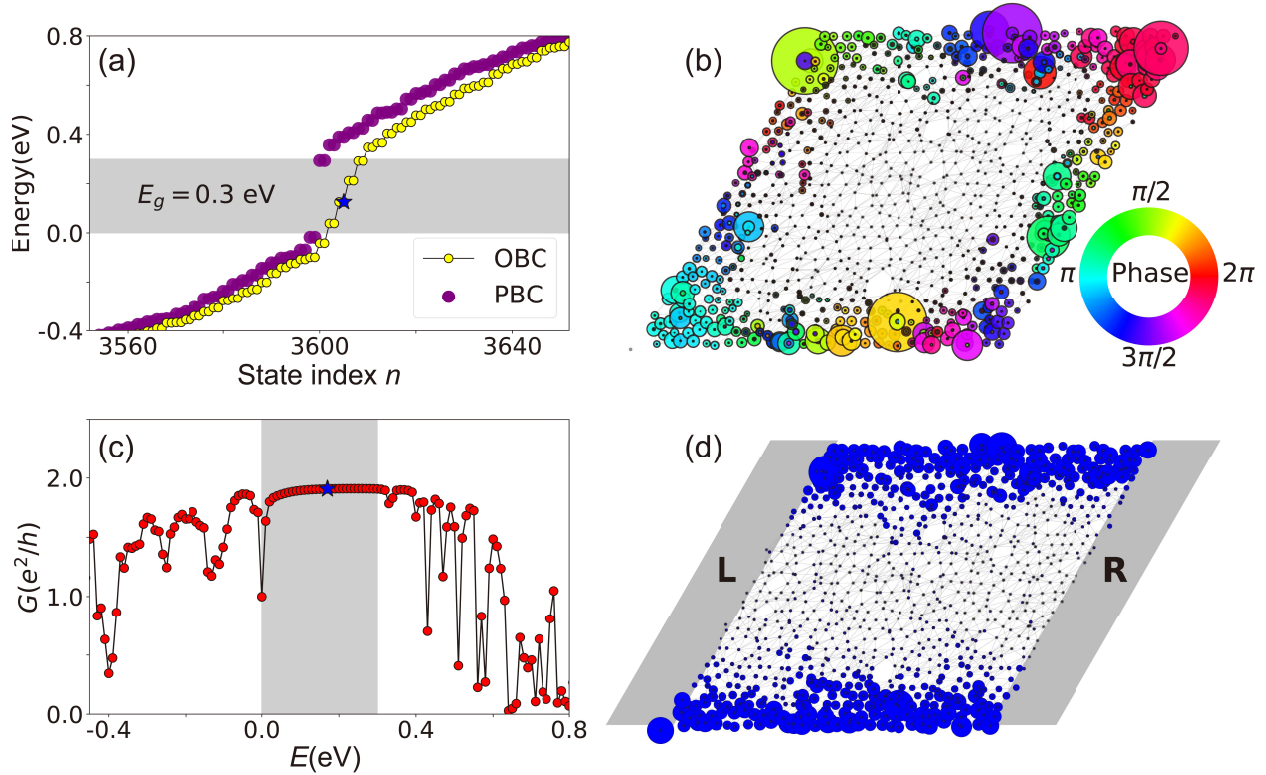 (a)
0.8
0.4
0.0
-0.4
Energy(eV)
E_g = 0.3 eV
OBC
PBC
3560
3600
3640
State index n
(b)
π/2
π
Phase
2π
3π/2
(c)
2.0
1.0
0.0
G(e²/h)
-0.4
0.0
0.4
0.8
E(eV)
(d)
L
R